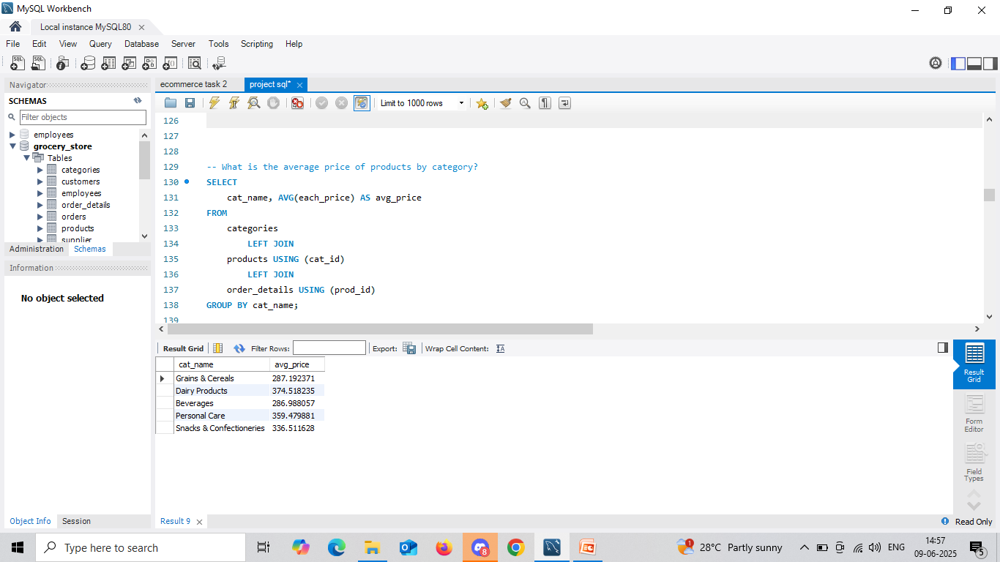 MySQL Workbench
Local instance MySQL80
File Edit View Query Database Server Tools Scripting Help
Navigator
SCHEMAS
Filter objects
employees
grocery_store
Tables
categories
customers
employees
order_details
orders
products
supplier
Administration Schemas
Information
No object selected
Object Info Session
ecommerce task 2 project sql*
Limit to 1000 rows
126
127
128
129 -- What is the average price of products by category?
130 SELECT
131 cat_name, AVG(each_price) AS avg_price
132 FROM
133 categories
134 LEFT JOIN
135 products USING (cat_id)
136 LEFT JOIN
137 order_details USING (prod_id)
138 GROUP BY cat_name;
139
Result Grid Filter Rows: Export: Wrap Cell Content:
cat_name avg_price
Grains & Cereals 287.192371
Dairy Products 374.518235
Beverages 286.988057
Personal Care 359.479881
Snacks & Confectioneries 336.511628
Result
Grid
Form
Editor
Field
Types
Result 9
Read Only
Type here to search
8
1
28°C Partly sunny
ENG
14:57
09-06-2025
5